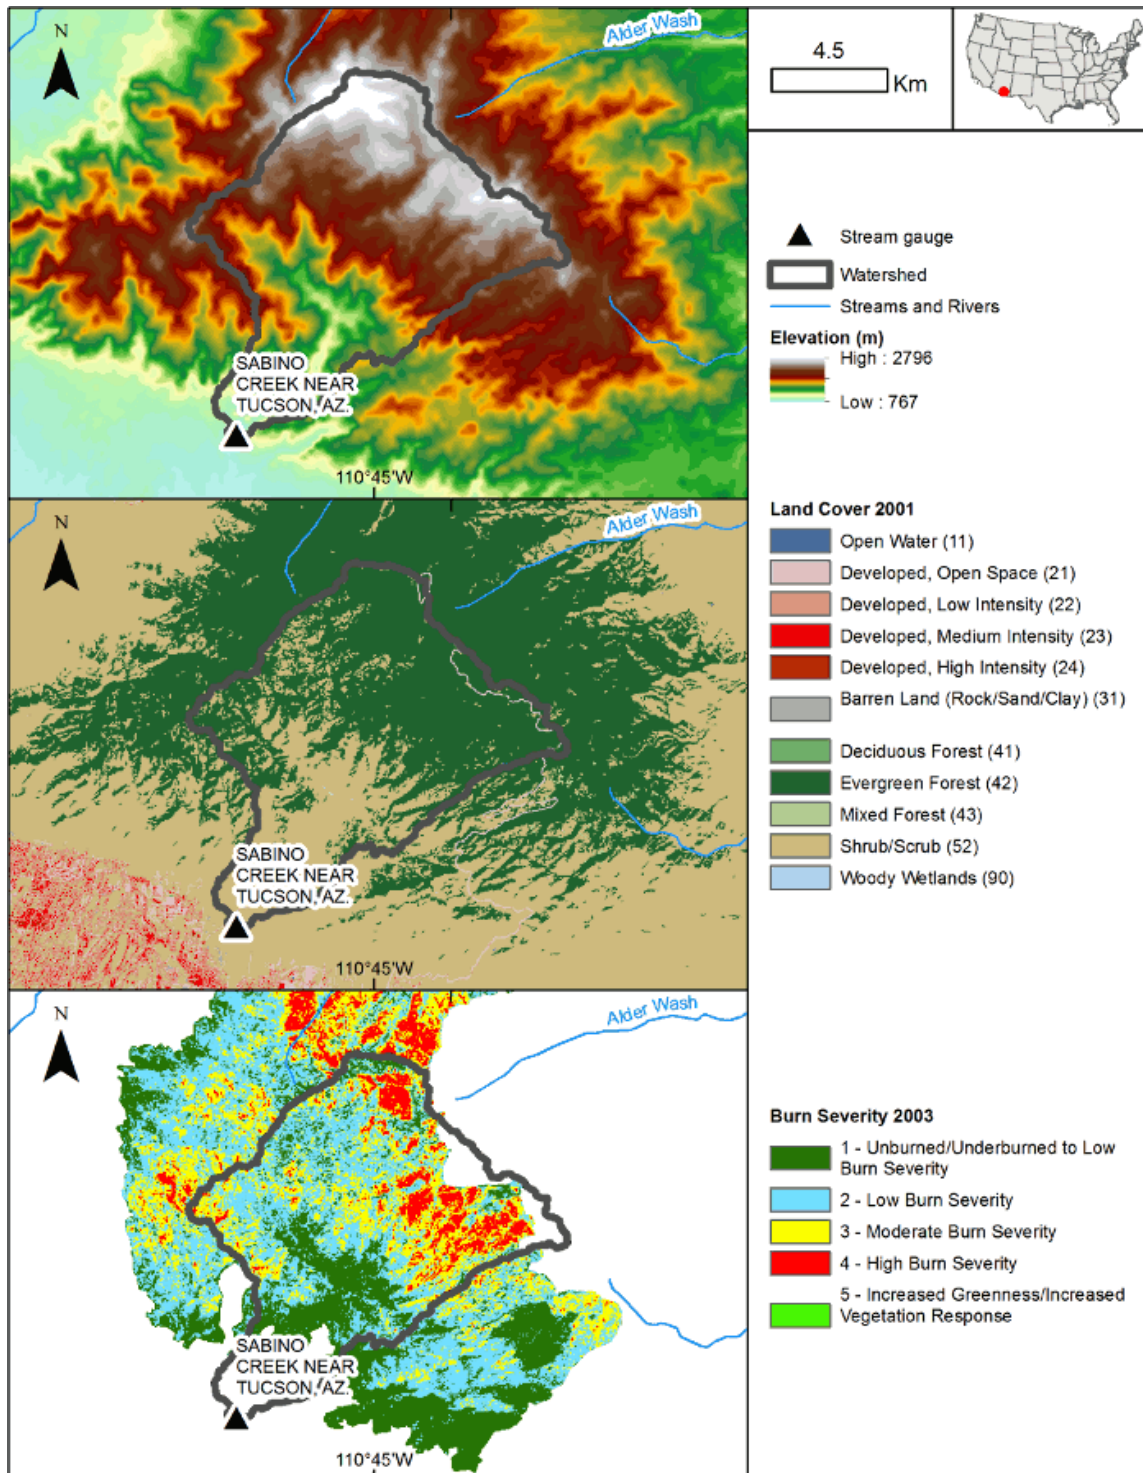 N
Alder Wash
SABINO
CREEK NEAR
TUCSON, AZ.
110°45'W
4.5
Km
Stream gauge
Watershed
Streams and Rivers
Elevation (m)
High : 2796
Low : 767
N
Alder Wash
SABINO
CREEK NEAR
TUCSON, AZ.
110°45'W
Land Cover 2001
Open Water (11)
Developed, Open Space (21)
Developed, Low Intensity (22)
Developed, Medium Intensity (23)
Developed, High Intensity (24)
Barren Land (Rock/Sand/Clay) (31)
Deciduous Forest (41)
Evergreen Forest (42)
Mixed Forest (43)
Shrub/Scrub (52)
Woody Wetlands (90)
N
Alder Wash
SABINO
CREEK NEAR
TUCSON, AZ.
110°45'W
Burn Severity 2003
1 - Unburned/Underburned to Low
Burn Severity
2 - Low Burn Severity
3 - Moderate Burn Severity
4 - High Burn Severity
5 - Increased Greenness/Increased
Vegetation Response